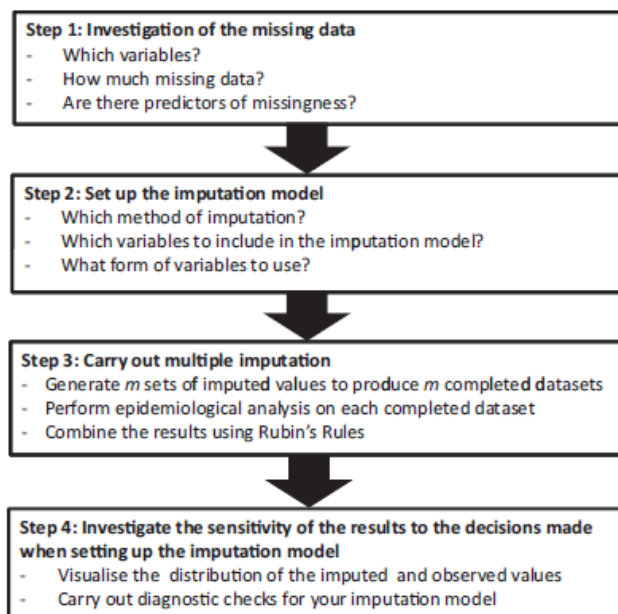 Step 1: Investigation of the missing data
- Which variables?
- How much missing data?
- Are there predictors of missingness?
Step 2: Set up the imputation model
- Which method of imputation?
- Which variables to include in the imputation model?
- What form of variables to use?
Step 3: Carry out multiple imputation
- Generate m sets of imputed values to produce m completed datasets
- Perform epidemiological analysis on each completed dataset
- Combine the results using Rubin's Rules
Step 4: Investigate the sensitivity of the results to the decisions made
when setting up the imputation model
- Visualise the distribution of the imputed and observed values
- Carry out diagnostic checks for your imputation model